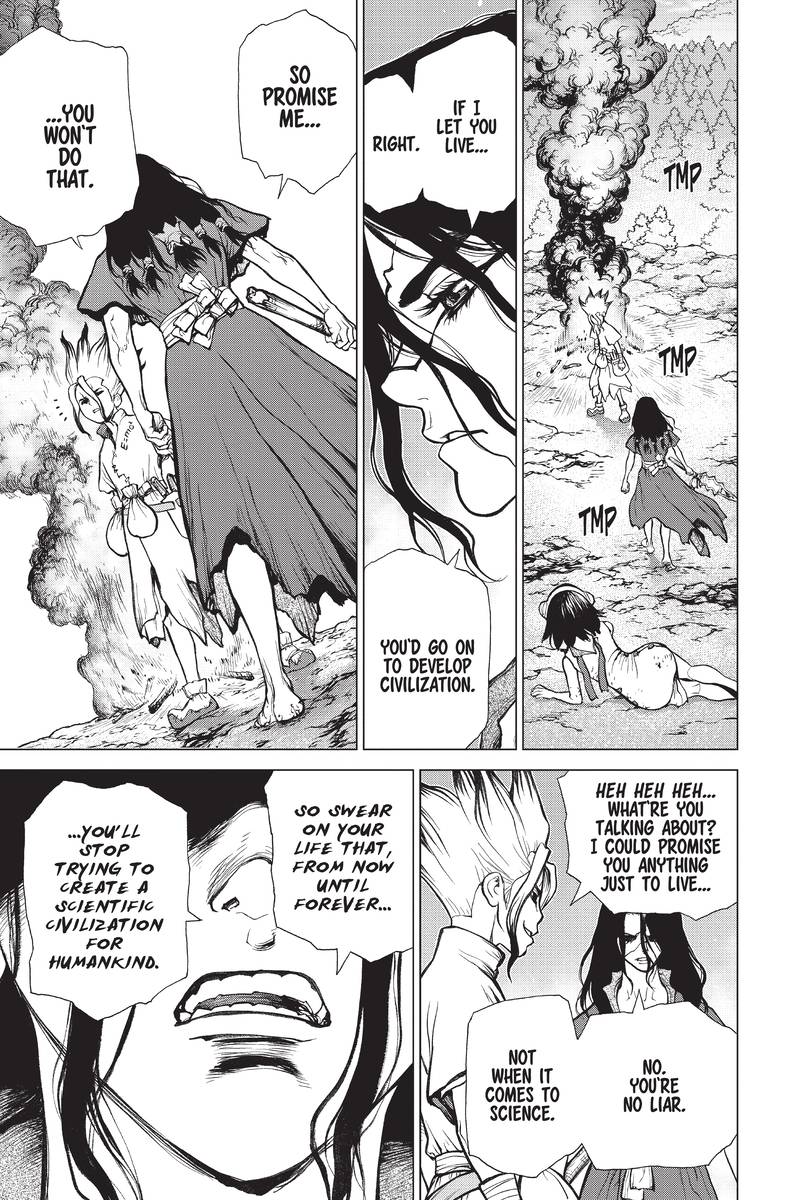 TMP
TMP
TMP
IF I
LET YOU
LIVE...
RIGHT.
YOU'D GO ON
TO DEVELOP
CIVILIZATION.
SO
PROMISE
ME...
...YOU
WON'T
DO
THAT.
HEH HEH HEH...
WHAT'RE YOU
TALKING ABOUT?
I COULD PROMISE
YOU ANYTHING
JUST TO LIVE...
NO.
YOU'RE
NO LIAR.
NOT
WHEN IT
COMES TO
SCIENCE.
SO SWEAR
ON YOUR
LIFE THAT,
FROM NOW
UNTIL
FOREVER...
...YOU'LL
STOP
TRYING TO
CREATE A
SCIENTIFIC
CIVILIZATION
FOR
HUMANKIND.